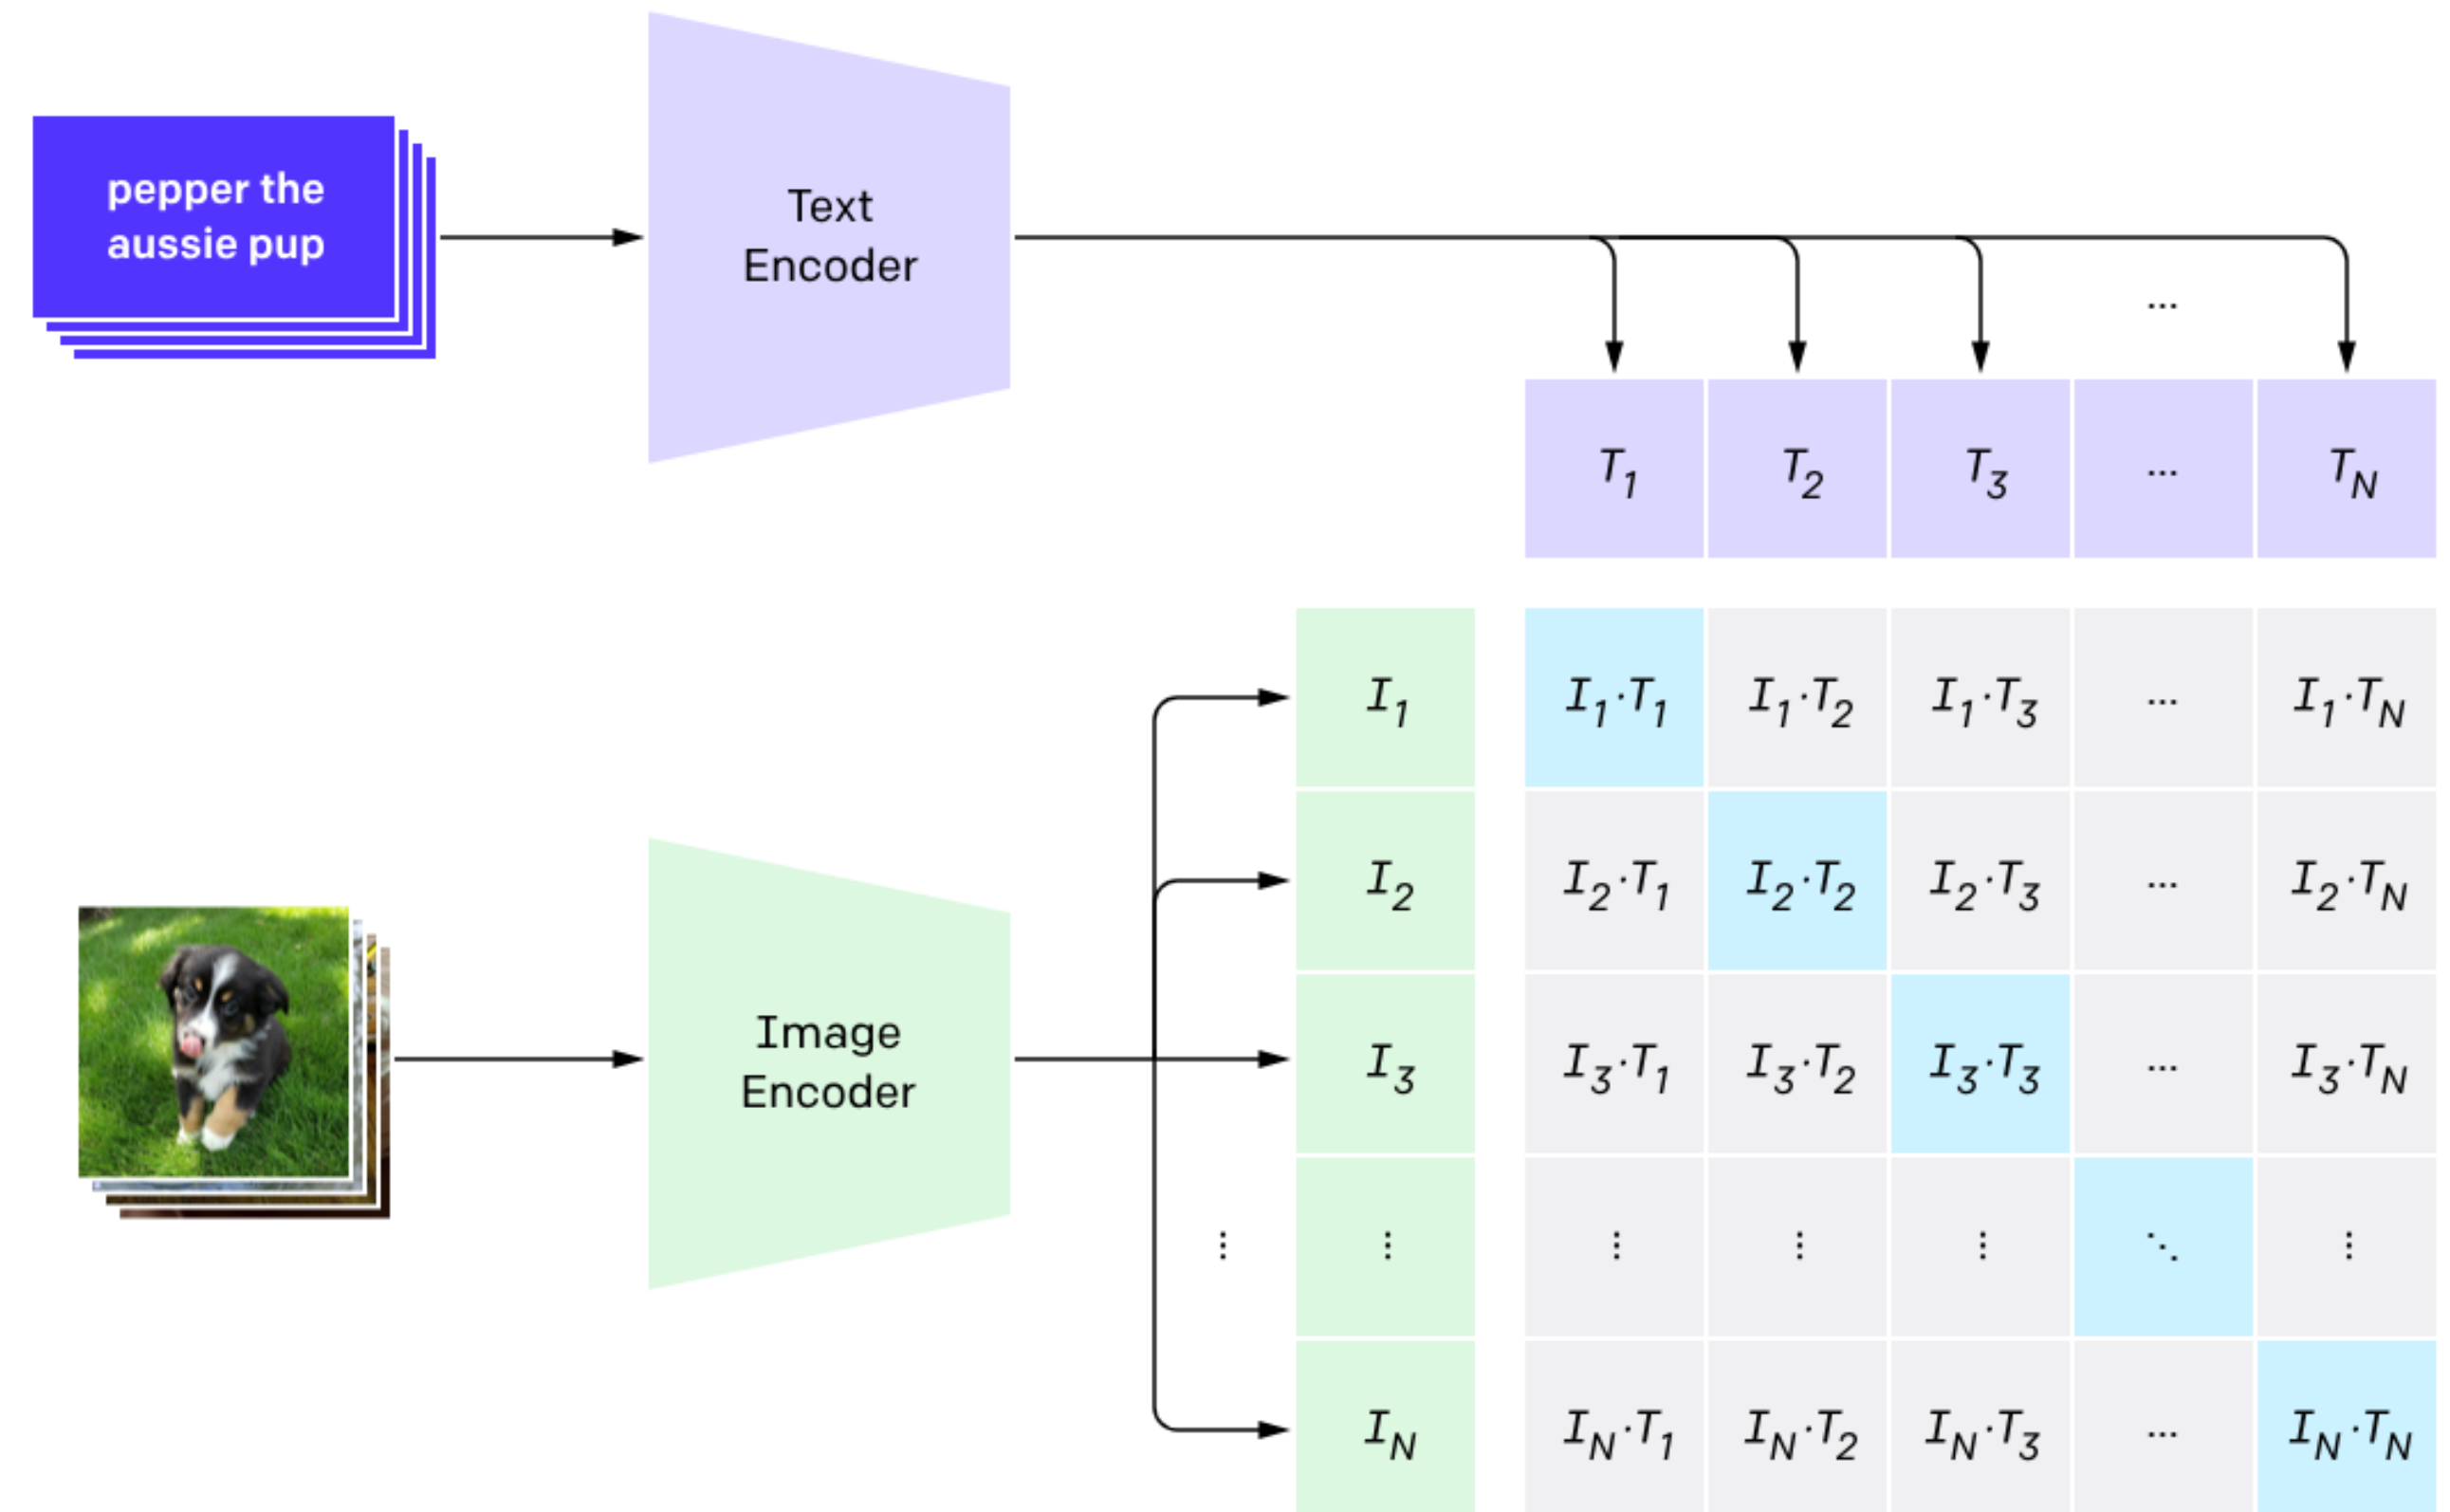 pepper the
aussie pup
Text
Encoder
...
T1 T2 T3 ... TN
I1 I1·T1 I1·T2 I1·T3 ... I1·TN
I2 I2·T1 I2·T2 I2·T3 ... I2·TN
Image
Encoder
I3 I3·T1 I3·T2 I3·T3 ... I3·TN
⋮ ⋮ ⋮ ⋮ ⋮ ⋱ ⋮
IN IN·T1 IN·T2 IN·T3 ... IN·TN